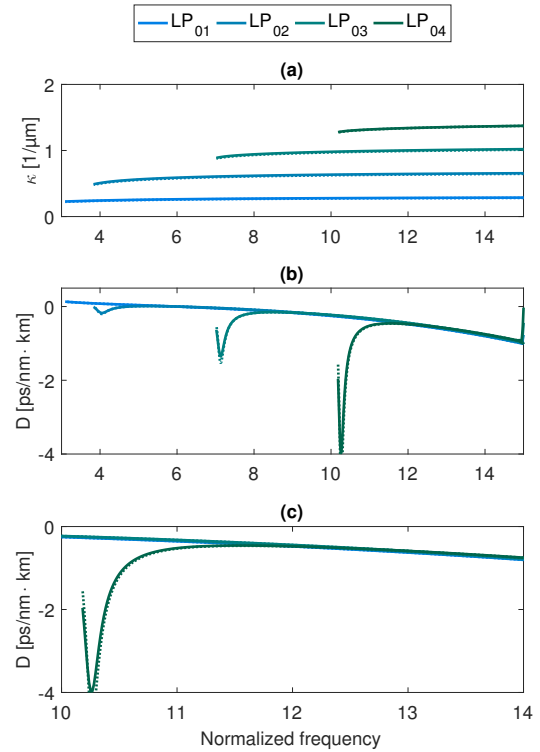 LP01 LP02 LP03 LP04
(a)
2
1
0
κ [1/μm]
4 6 8 10 12 14
(b)
0
-2
-4
D [ps/nm· km]
4 6 8 10 12 14
(c)
0
-2
-4
D [ps/nm· km]
10 11 12 13 14
Normalized frequency